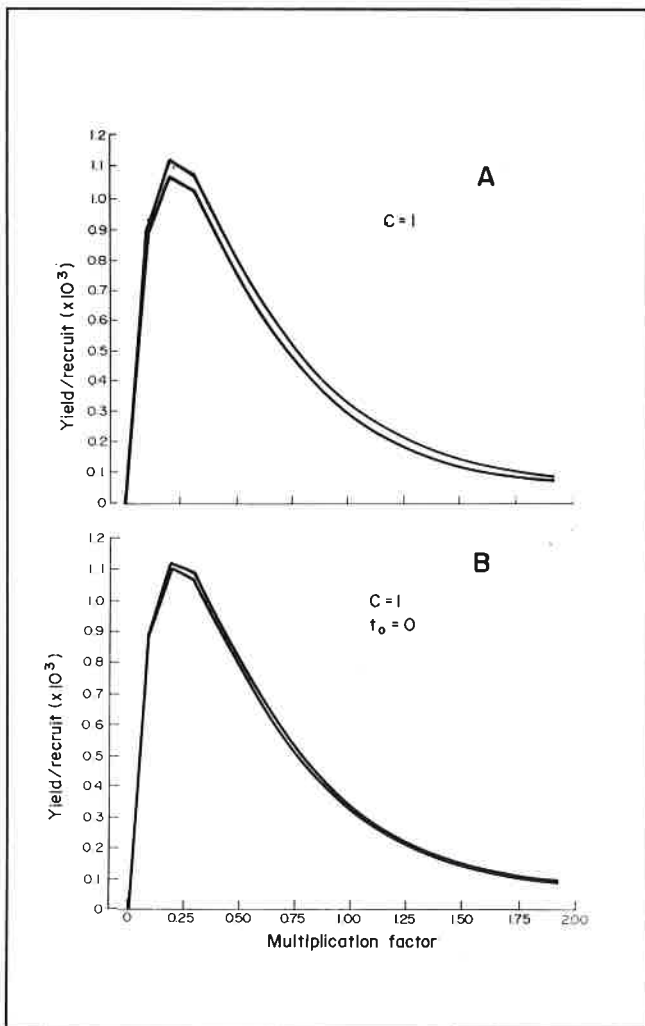 1.2
1.1
1.0
0.9
0.8
0.7
0.6
0.5
0.4
0.3
0.2
0.1
0
Yield/recruit (x10³)
A
C = 1
1.2
1.1
1.0
0.9
0.8
0.7
0.6
0.5
0.4
0.3
0.2
0.1
0
Yield/recruit (x10³)
B
C = 1
t₀ = 0
0 0.25 0.50 0.75 1.00 1.25 1.50 1.75 2.00
Multiplication factor